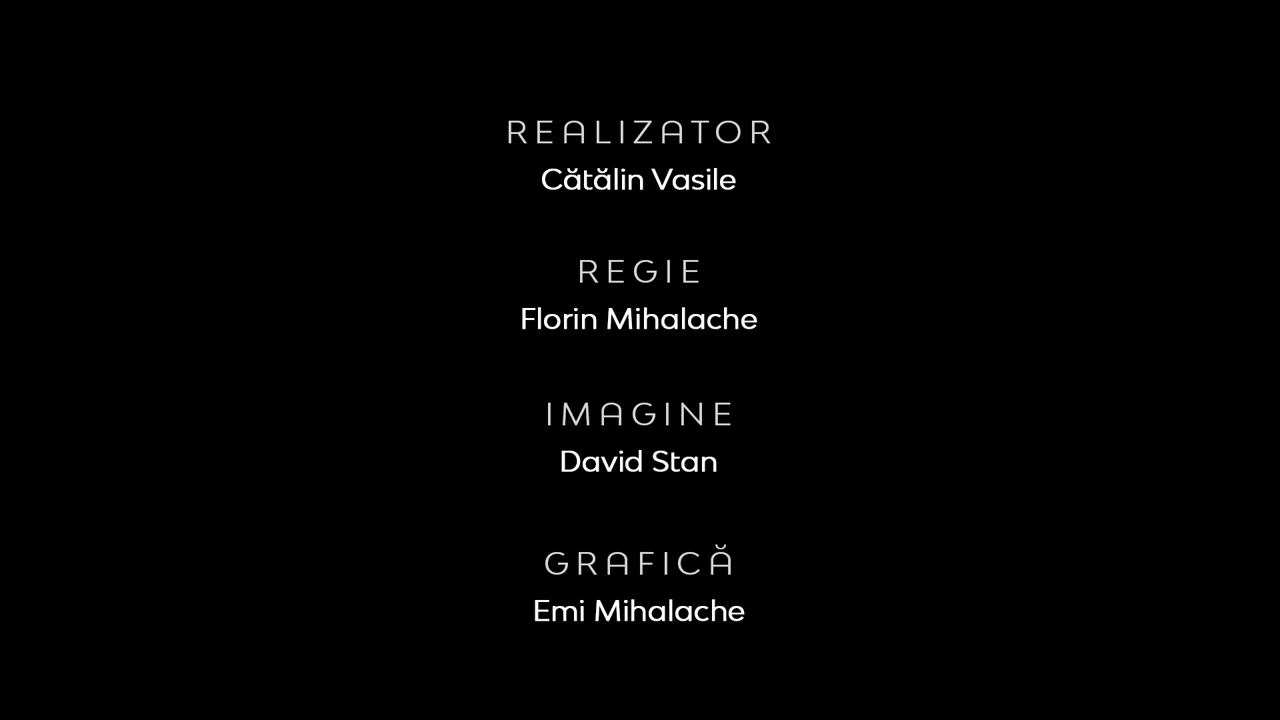 REALIZATOR
Cătălin Vasile
REGIE
Florin Mihalache
IMAGINE
David Stan
GRAFICĂ
Emi Mihalache